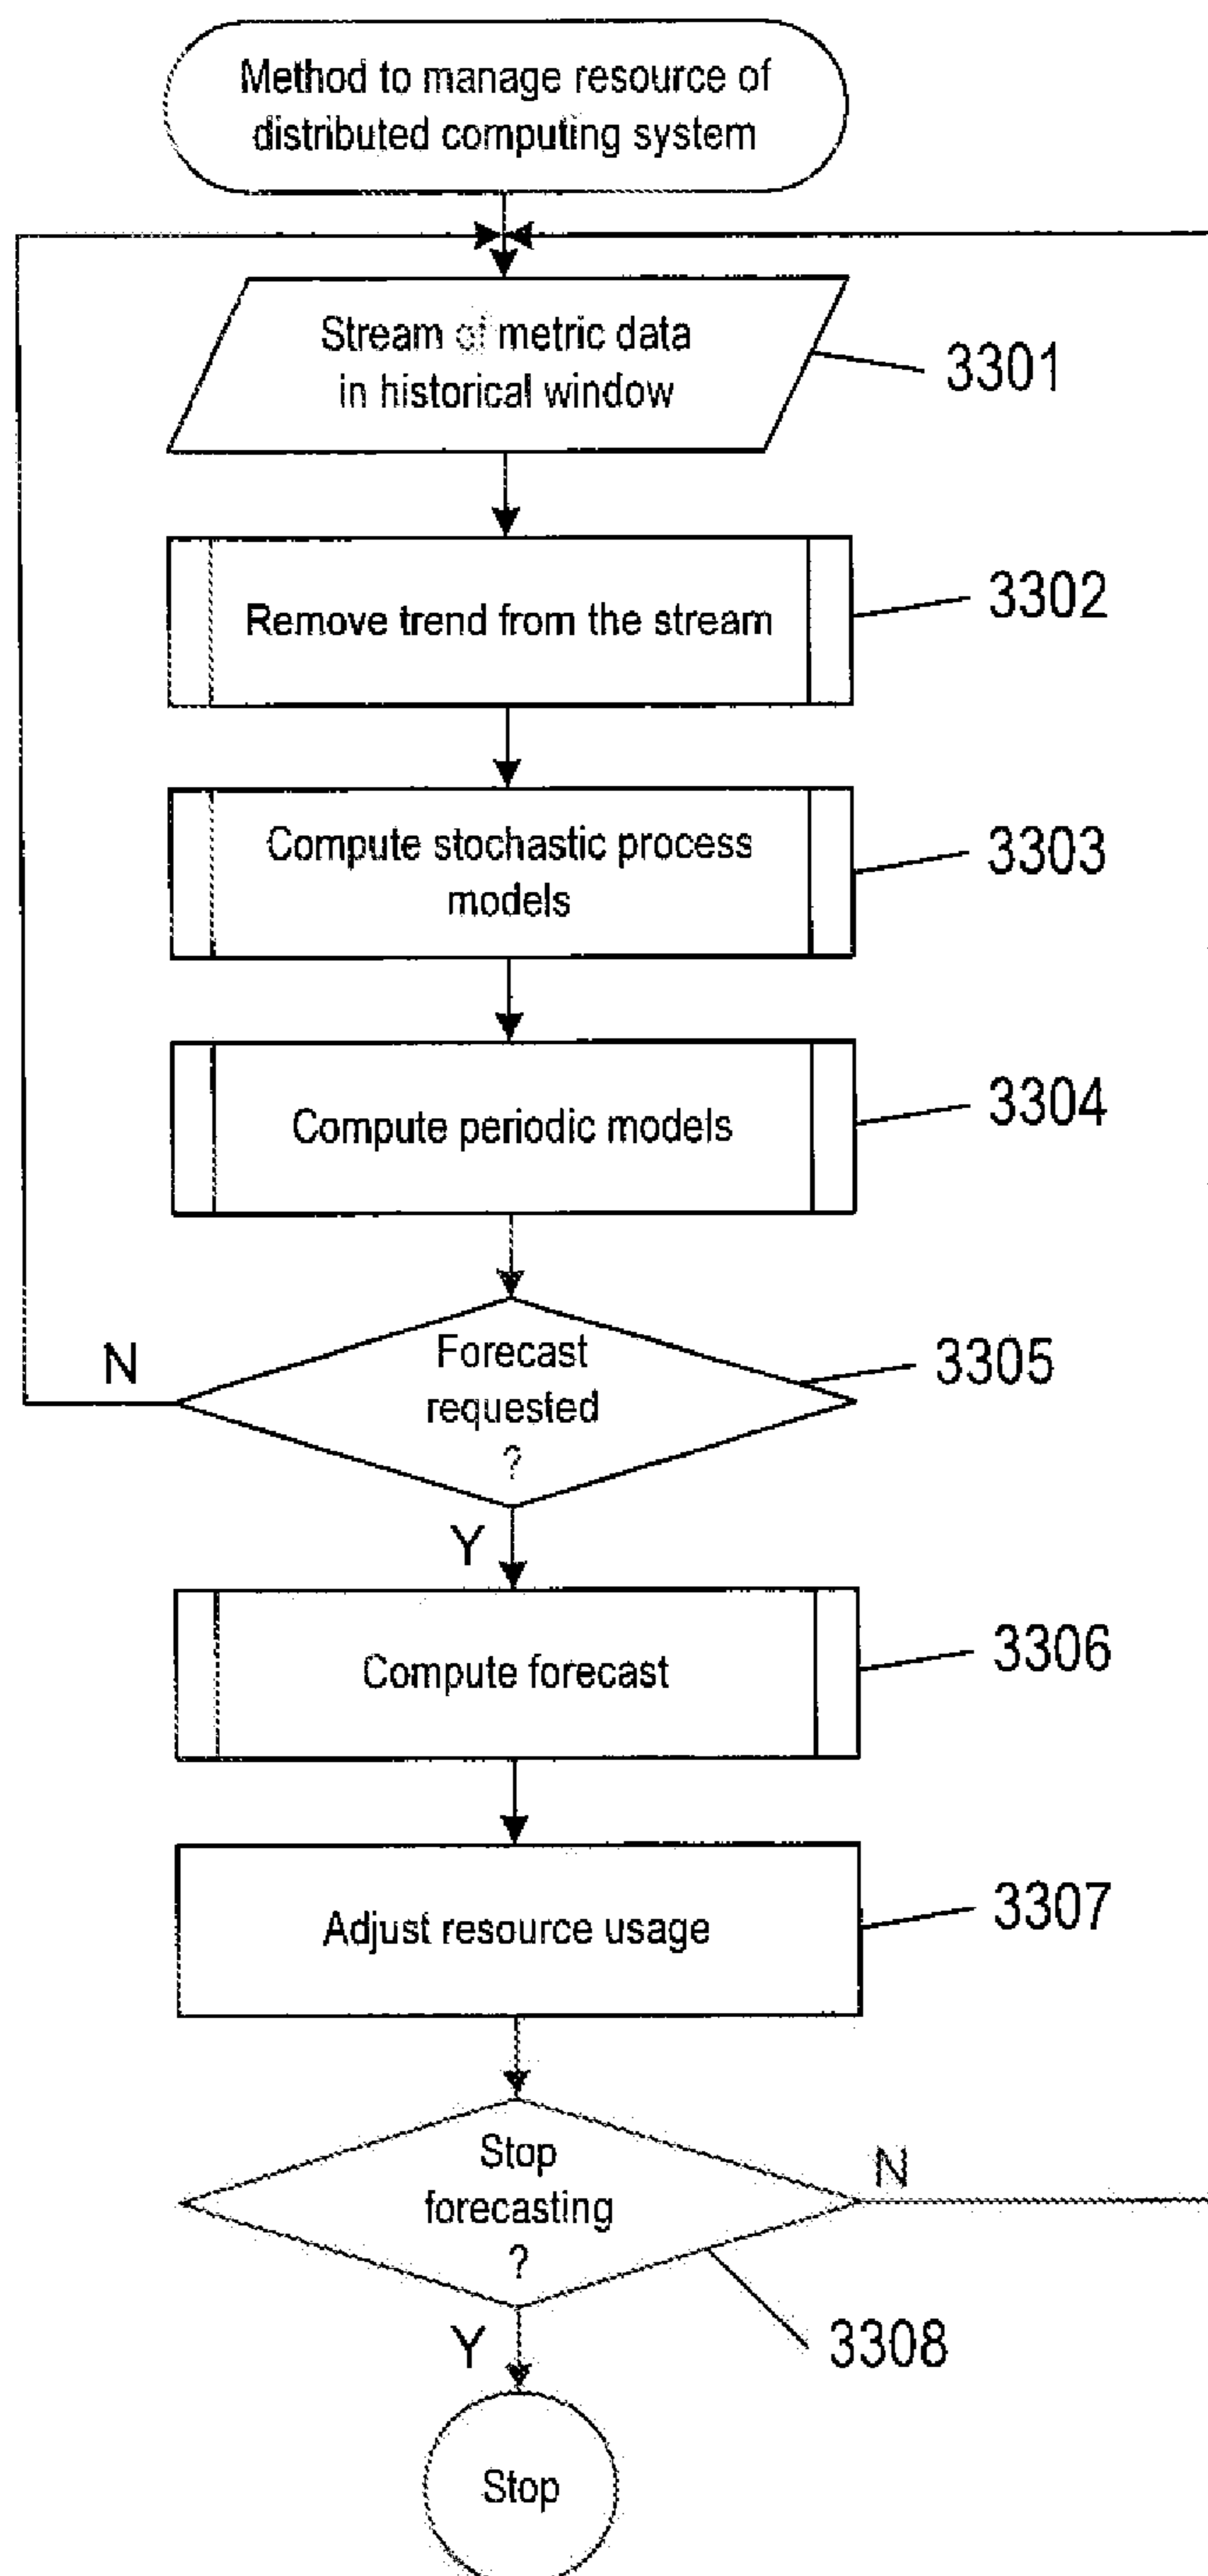 Method to manage resource of
distributed computing system
Stream of metric data
in historical window
3301
Remove trend from the stream
3302
Compute stochastic process
models
3303
Compute periodic models
3304
Forecast
requested
?
3305
N
Y
Compute forecast
3306
Adjust resource usage
3307
Stop
forecasting
?
N
3308
Y
Stop